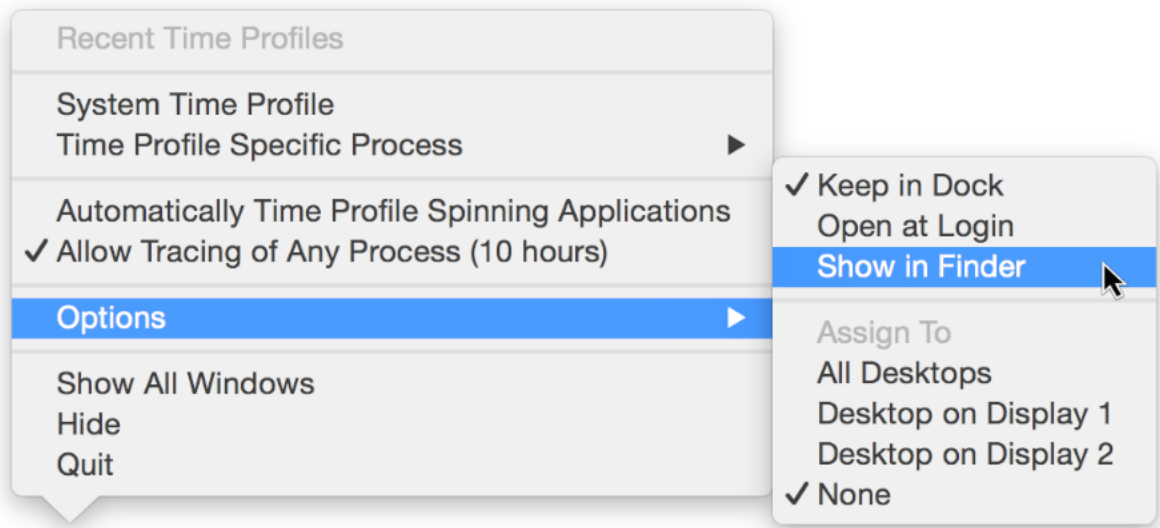 Recent Time Profiles
System Time Profile
Time Profile Specific Process
Automatically Time Profile Spinning Applications
Allow Tracing of Any Process (10 hours)
Options
Show All Windows
Hide
Quit
Keep in Dock
Open at Login
Show in Finder
Assign To
All Desktops
Desktop on Display 1
Desktop on Display 2
None